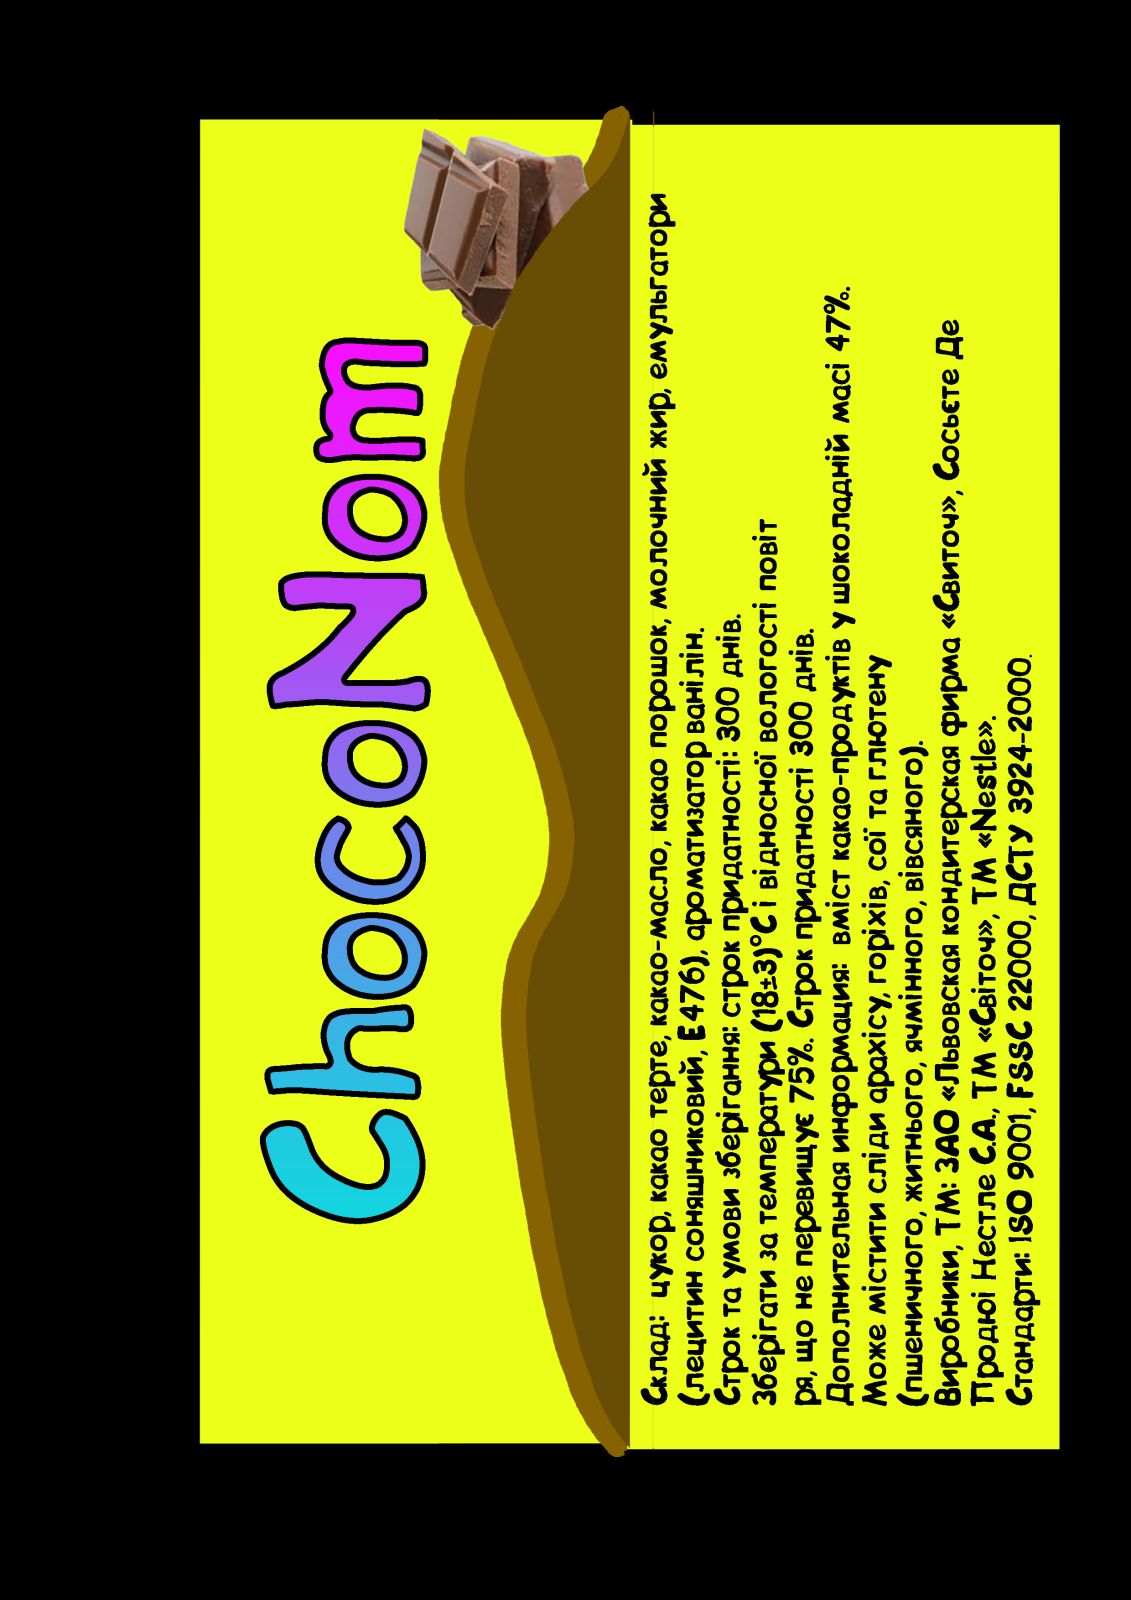 ChocoNom
Склад: цукор, какао терте, какао-масло, какао порошок, молочний жир, емульгатори
(лецитин соняшниковий, Е476), ароматизатор ванілін.
Строк та умови зберігання: строк придатності: 300 днів.
Зберігати за температури (18±3)°С і відносної вологості повіт
ря, що не перевищує 75%. Строк придатності 300 днів.
Дополнительная информация: вміст какао-продуктів у шоколадній масі 47%.
Може містити сліди арахісу, горіхів, сої та глютену
(пшеничного, житнього, ячмінного, вівсяного).
Виробники, ТМ: ЗАО «Львовская кондитерская фирма «Свиточ», Сосьєте Де
Продюі Нестле С.А., ТМ «Світоч», ТМ «Nestle».
Стандарти: ISO 9001, FSSC 22000, ДСТУ 3924-2000.